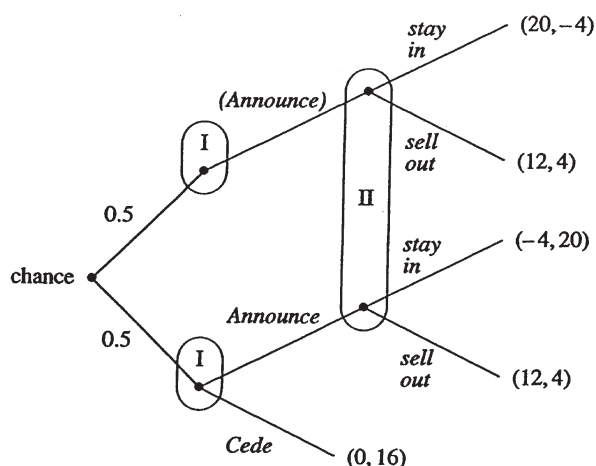 stay
in
(20,−4)
(Announce)
I
sell
out
(12,4)
0.5
II
chance
stay
in
(−4,20)
Announce
0.5
I
sell
out
(12,4)
Cede
(0,16)